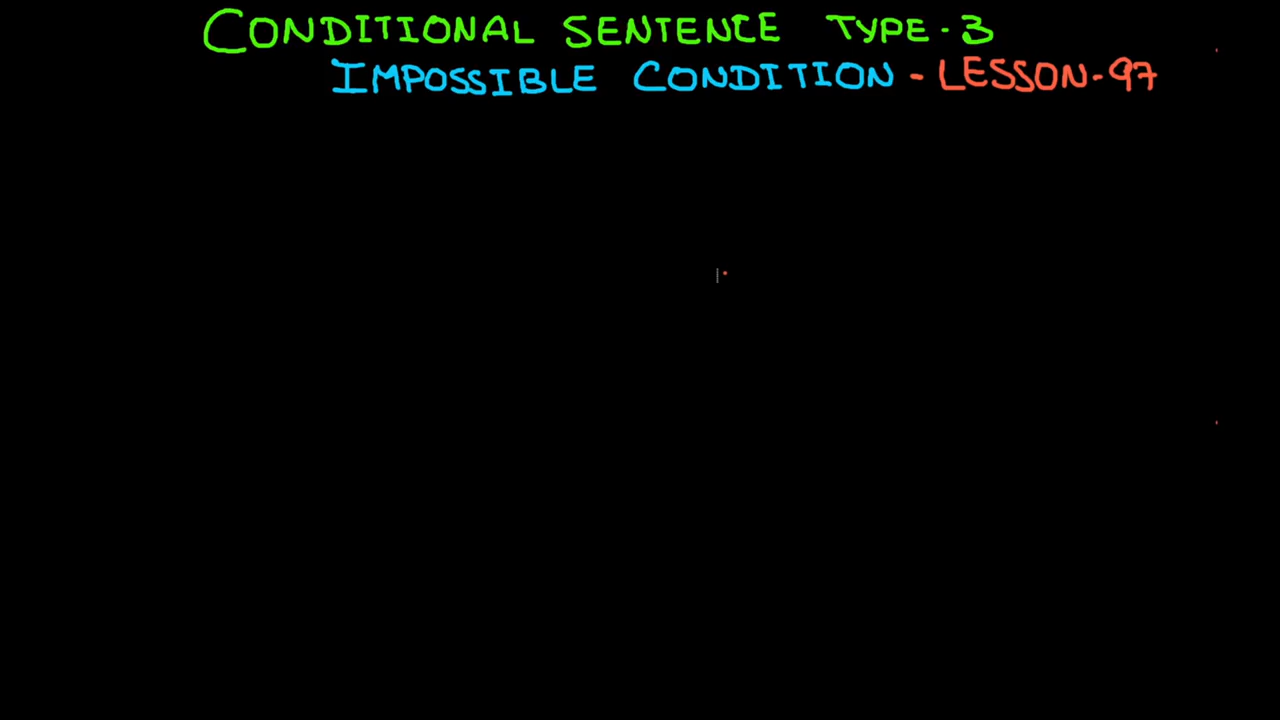 CONDITIONAL SENTENCE TYPE-3
IMPOSSIBLE CONDITION - LESSON-97